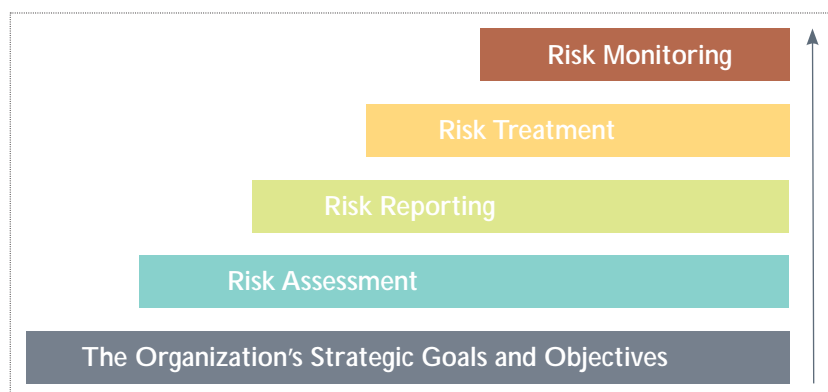 Risk Monitoring
Risk Treatment
Risk Reporting
Risk Assessment
The Organization's Strategic Goals and Objectives